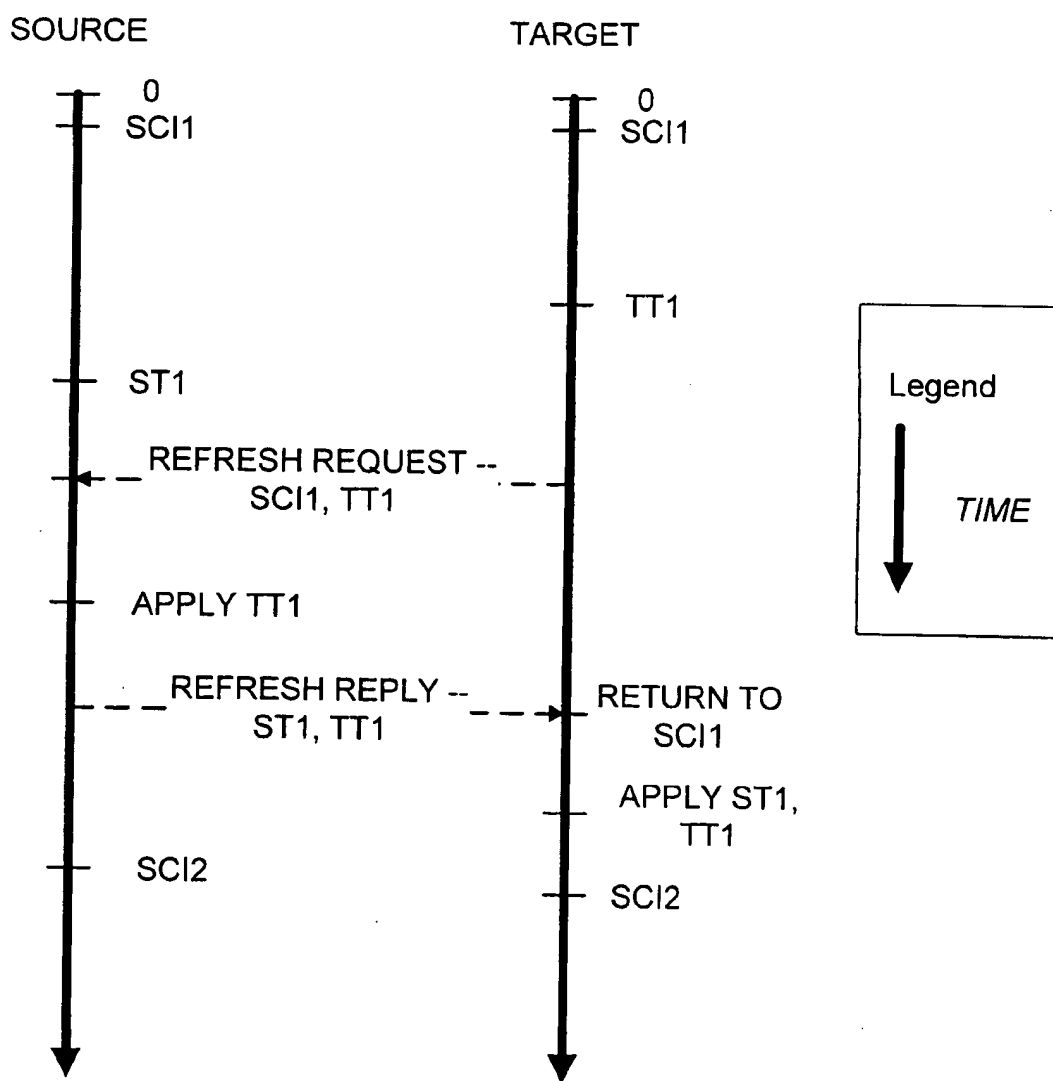 SOURCE
TARGET
0
SCI1
0
SCI1
TT1
ST1
REFRESH REQUEST --
SCI1, TT1
APPLY TT1
REFRESH REPLY --
ST1, TT1
RETURN TO
SCI1
APPLY ST1,
TT1
SCI2
SCI2
Legend
TIME